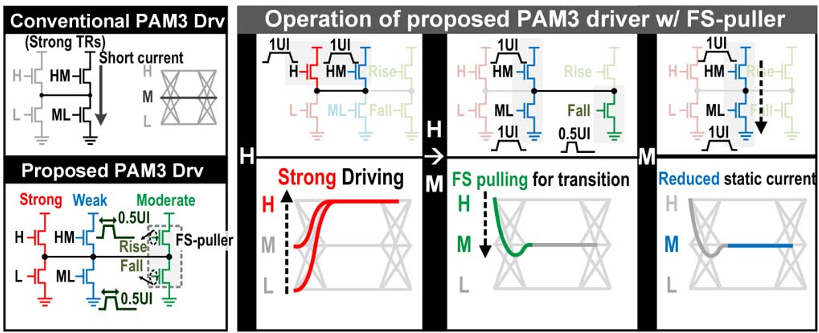 Conventional PAM3 Drv
(Strong TRs)
Short current
H
HM
L
ML
H
M
L
Proposed PAM3 Drv
Strong Weak Moderate
0.5UI
H
HM
Rise
Fall
FS-puller
L
ML
0.5UI
Operation of proposed PAM3 driver w/ FS-puller
H
1UI
1UI
H
HM
Rise
L
ML
Fall
Strong Driving
H
M
L
H
→
M
1UI
H
HM
Rise
L
ML
Fall
1UI
0.5UI
FS pulling for transition
H
M
L
M
1UI
H
HM
Rise
L
ML
Fall
1UI
Reduced static current
H
M
L